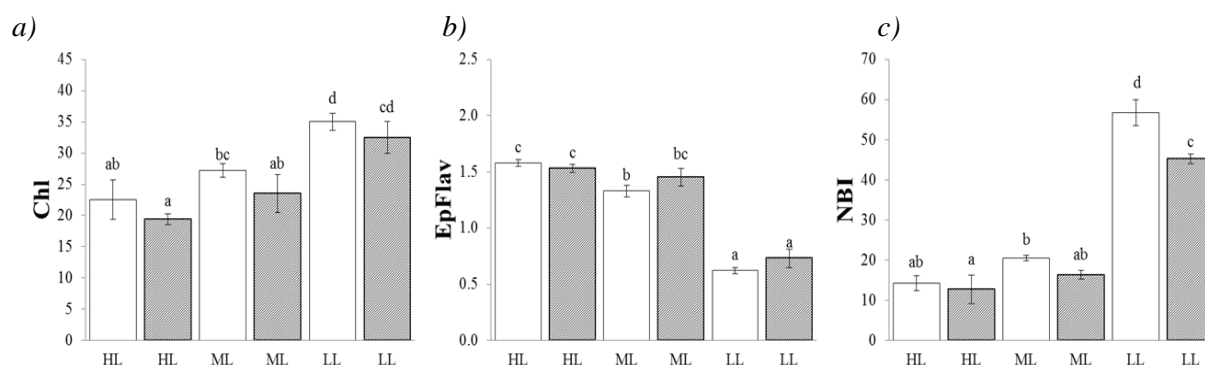 a)
45
40
35
30
25
20
15
10
5
0
Chl
ab
a
bc
ab
d
cd
HL HL ML ML LL LL
b)
2.5
2.0
1.5
1.0
0.5
0.0
EpFlav
c
c
b
bc
a
a
HL HL ML ML LL LL
c)
70
60
50
40
30
20
10
0
NBI
ab
a
b
ab
d
c
HL HL ML ML LL LL